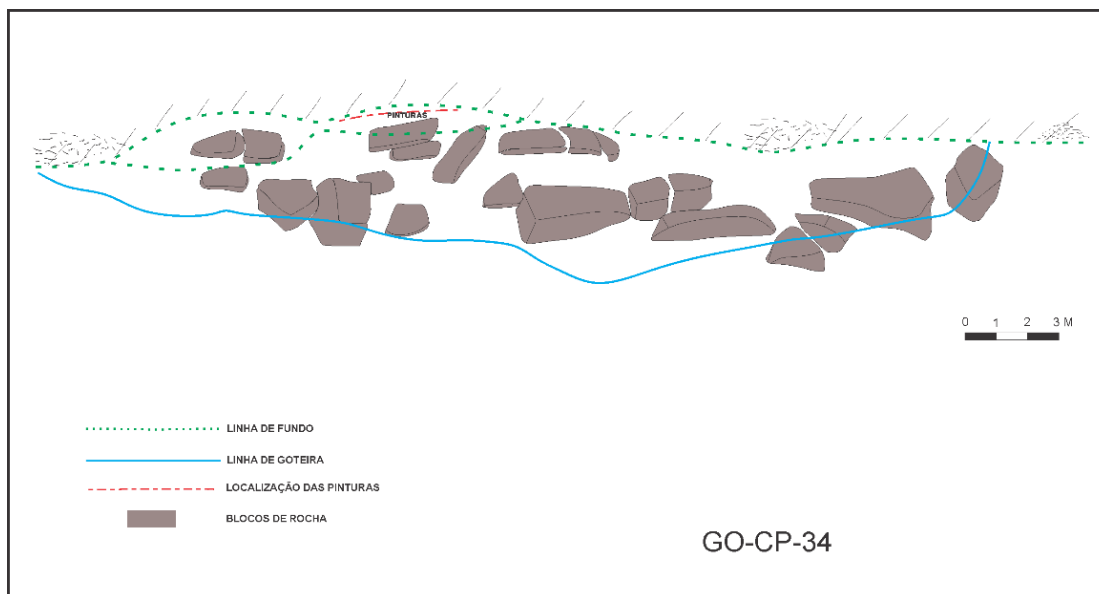 PINTURAS
0 1 2 3 M
LINHA DE FUNDO
LINHA DE GOTEIRA
LOCALIZAÇÃO DAS PINTURAS
BLOCOS DE ROCHA
GO-CP-34